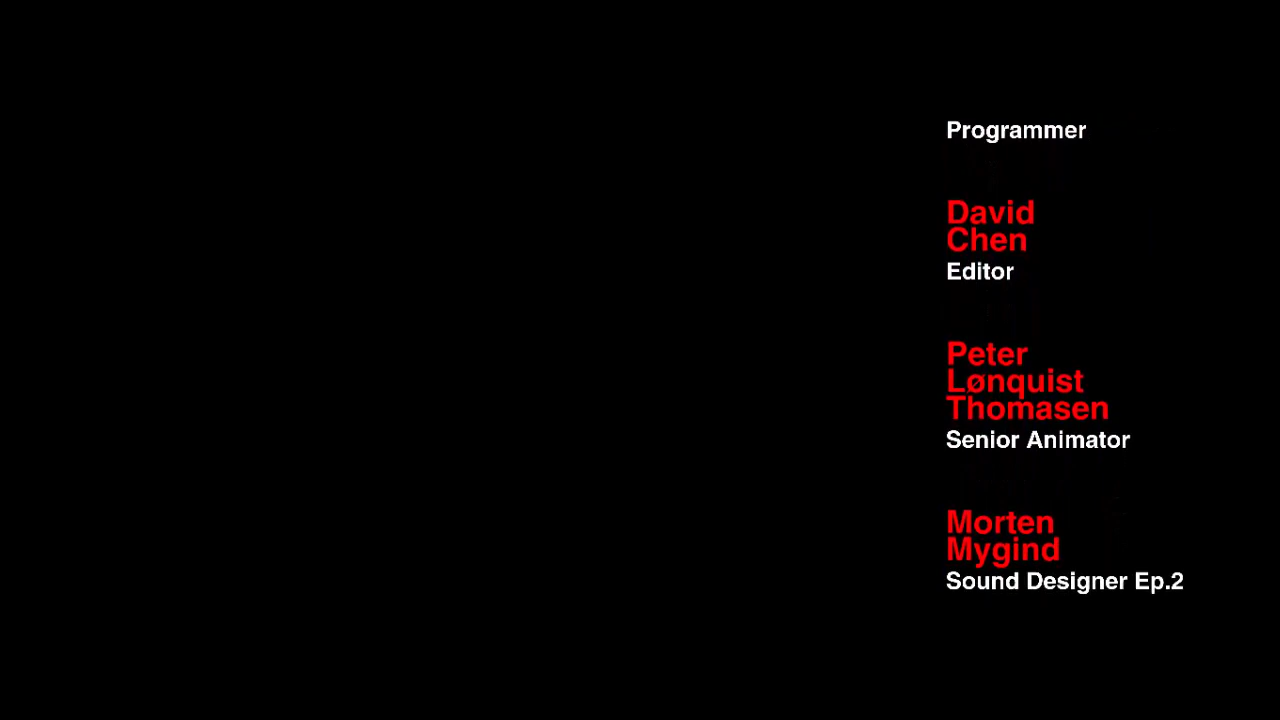 Programmer
David
Chen
Editor
Peter
Lønquist
Thomasen
Senior Animator
Morten
Mygind
Sound Designer Ep.2